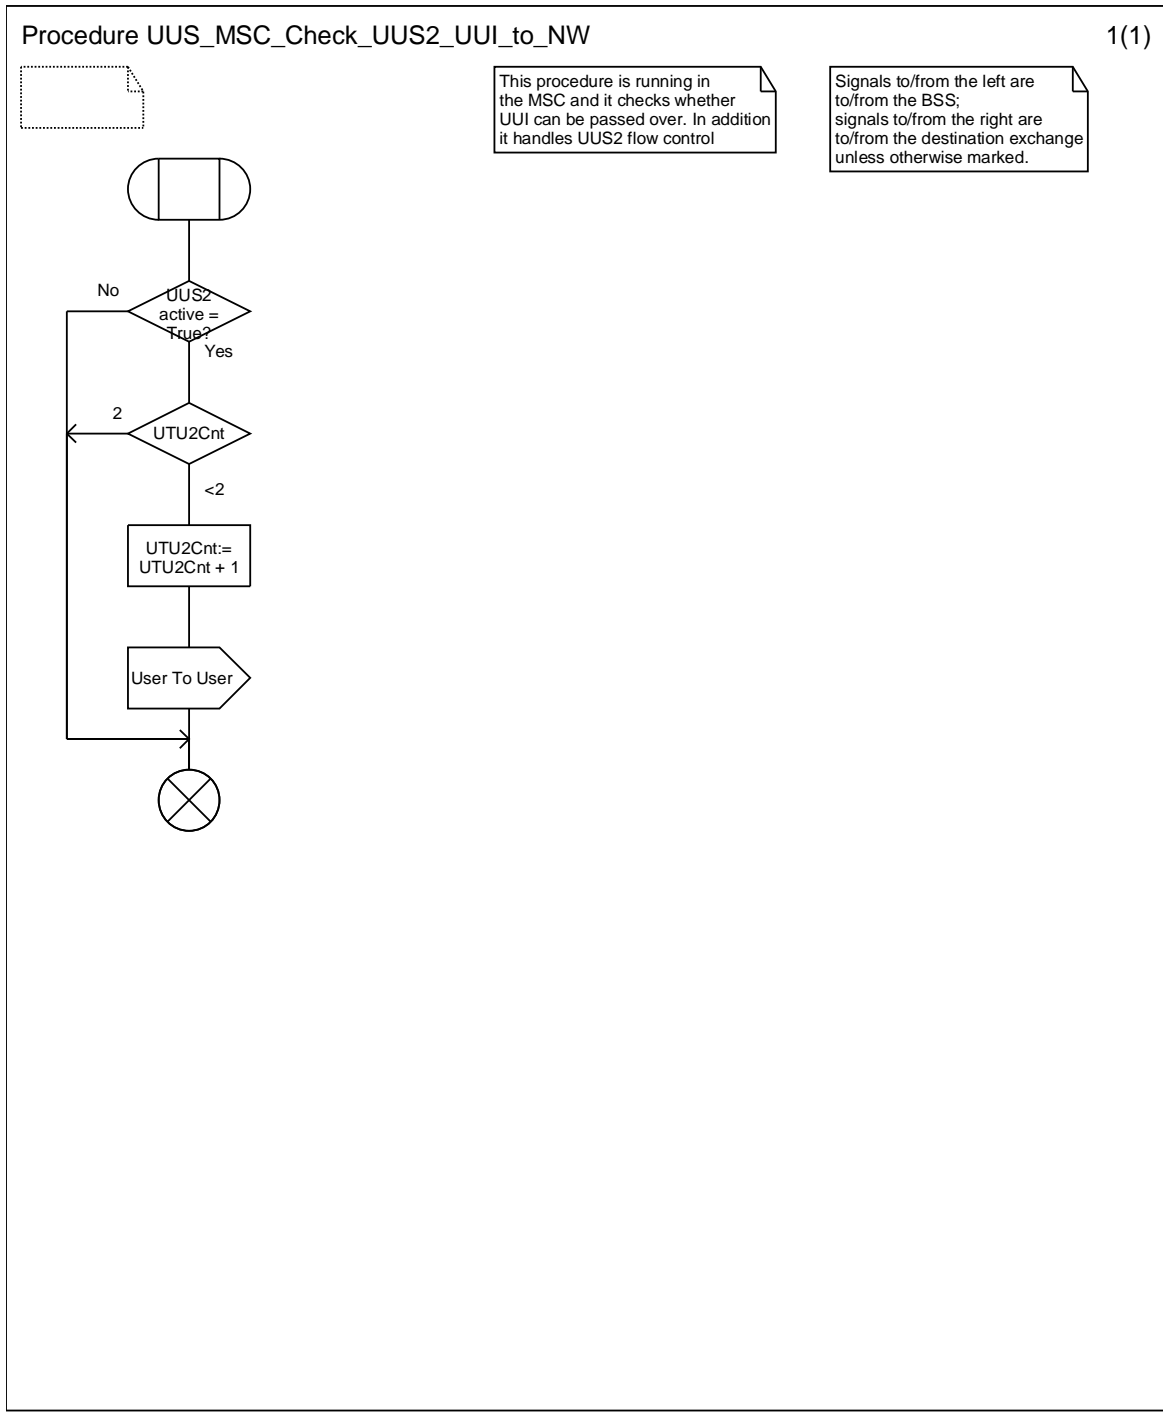 Procedure UUS_MSC_Check_UUS2_UUI_to_NW
1(1)
This procedure is running in
the MSC and it checks whether
UUI can be passed over. In addition
it handles UUS2 flow control
Signals to/from the left are
to/from the BSS;
signals to/from the right are
to/from the destination exchange
unless otherwise marked.
No
UUS2
active =
True?
Yes
2
UTU2Cnt
<2
UTU2Cnt:=
UTU2Cnt + 1
User To User